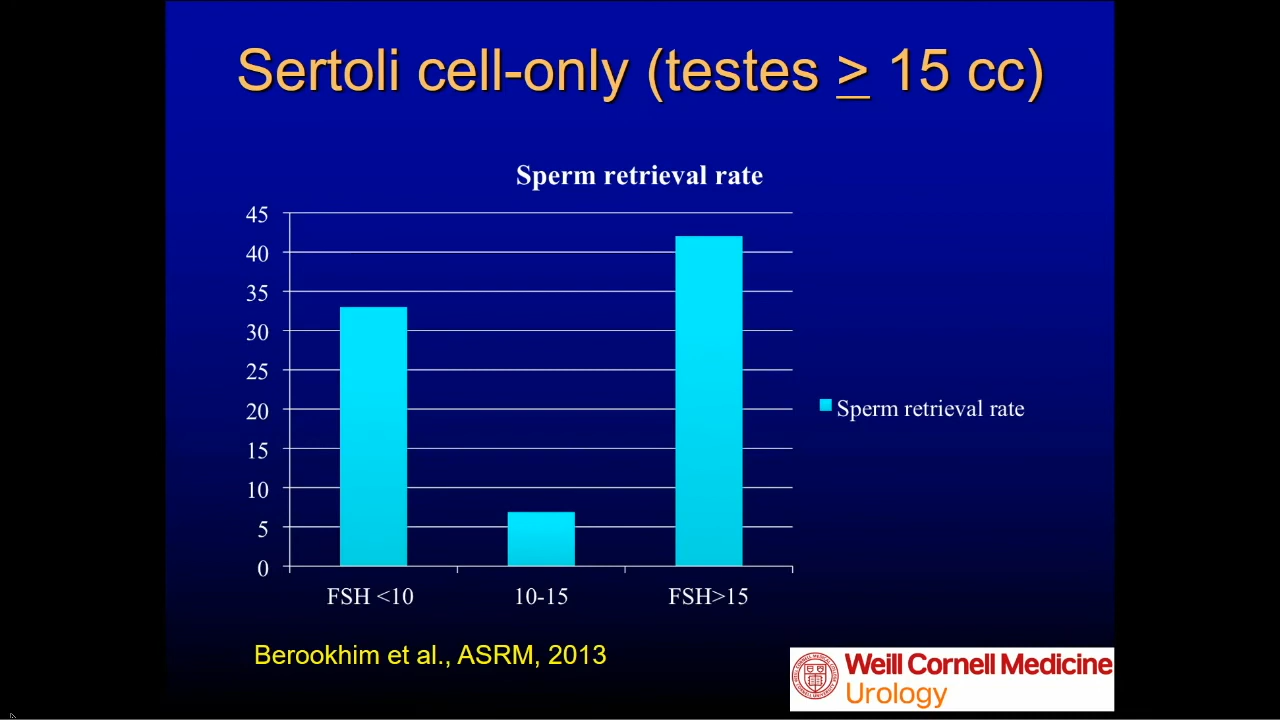 Sertoli cell-only (testes ≥ 15 cc)
Sperm retrieval rate
45
40
35
30
25
20
15
10
5
0
FSH <10 10-15 FSH>15
Sperm retrieval rate
Berookhim et al., ASRM, 2013
Weill Cornell Medicine
Urology